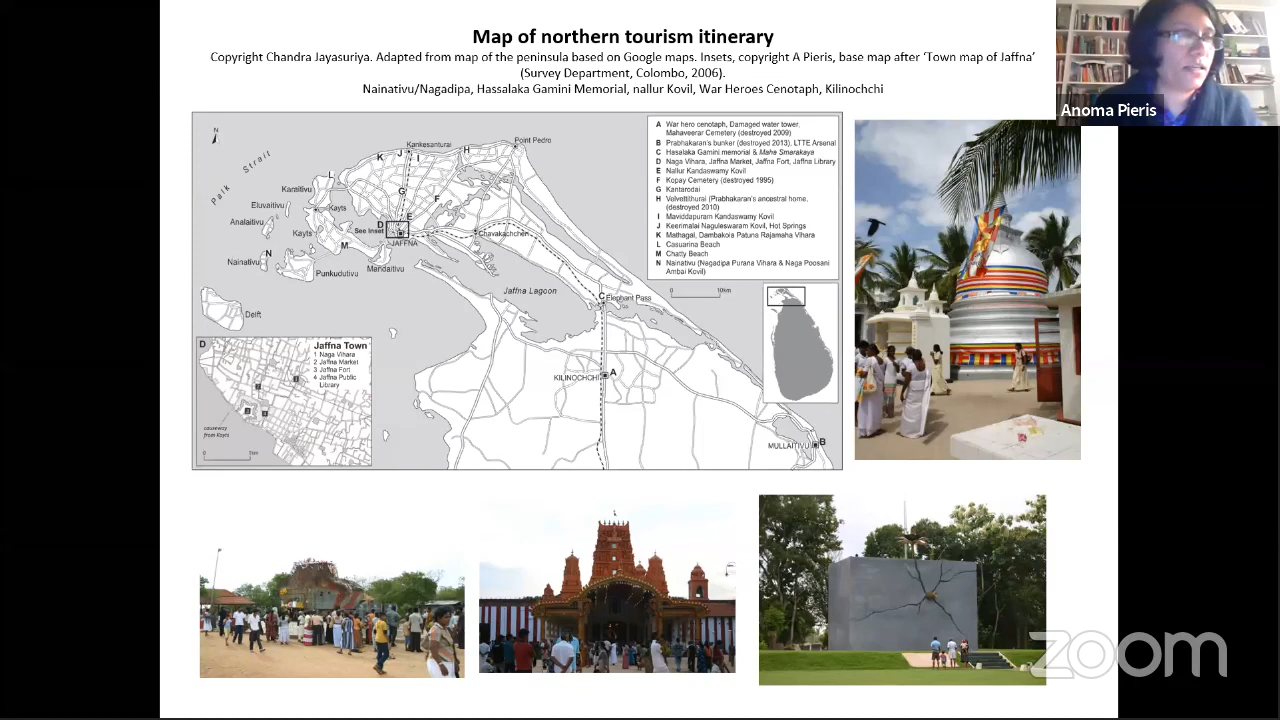 Map of northern tourism itinerary
Copyright Chandra Jayasuriya. Adapted from map of the peninsula based on Google maps. Insets, copyright A Pieris, base map after ‘Town map of Jaffna’
(Survey Department, Colombo, 2006).
Nainativu/Nagadipa, Hassalaka Gamini Memorial, nallur Kovil, War Heroes Cenotaph, Kilinochchi
Anoma Pieris
A War hero cenotaph, Damaged water tower,
Mahaveerar Cemetery (destroyed 2009)
B Prabhakaran's bunker (destroyed 2013), LTTE Arsenal
C Hasalaka Gamini memorial & Maha Smarakaya
D Naga Vihara, Jaffna Market, Jaffna Fort, Jaffna Library
E Nallur Kandaswamy Kovil
F Kopay Cemetery (destroyed 1995)
G Kantarodai
H Velvettithurai (Prabhakaran's ancestral home,
destroyed 2010)
I Maviddapuram Kandaswamy Kovil
J Keerimalai Naguleswaram Kovil, Hot Springs
K Mathagal, Dambakola Patuna Rajamaha Vihara
L Casuarina Beach
M Chatty Beach
N Nainativu (Nagadipa Purana Vihara & Naga Poosani
Ambal Kovil)
N
Palk Strait
Point Pedro
Kankesanturai
K J I H
L
Karaitivu
G
F
Eluvaitivu
Kayts
Analaitivu
E
D
See Inset
Kayts
JAFFNA
Chavakachcheri
M
N
Nainativu
Mandaitivu
Punkudutivu
Jaffna Lagoon
C
Elephant Pass
10km
Delft
D
Jaffna Town
1 Naga Vihara
2 Jaffna Market
3 Jaffna Fort
4 Jaffna Public
Library
causeway
from Kayts
0 1km
KILINOCHCHI A
MULLAITIVU B
zoom